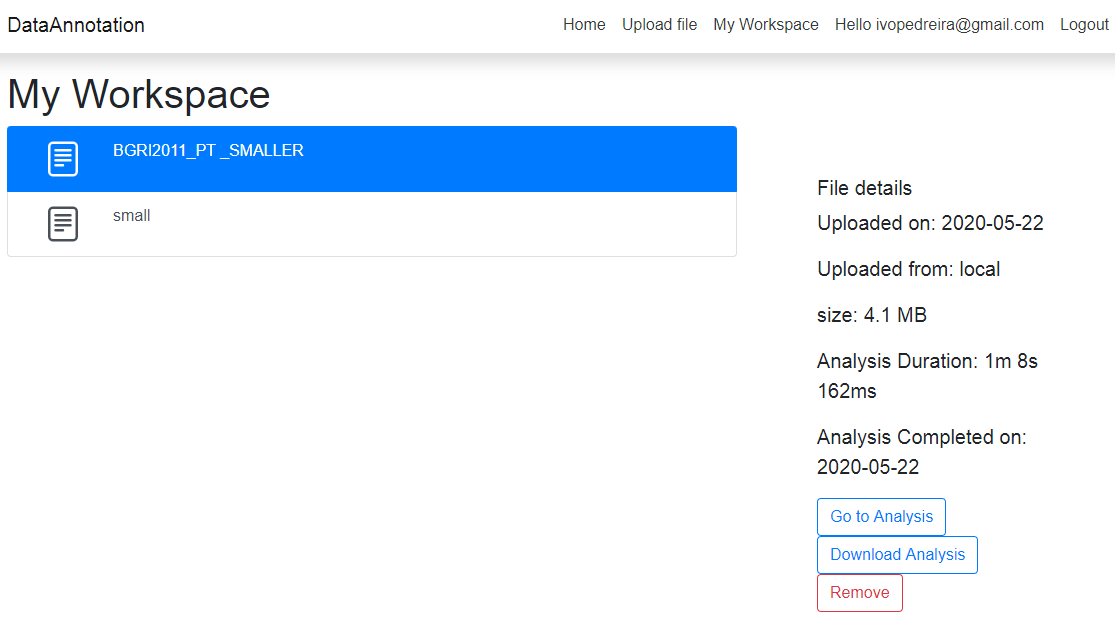 DataAnnotation
Home Upload file My Workspace Hello ivopedreira@gmail.com Logout
My Workspace
BGRI2011_PT _SMALLER
small
File details
Uploaded on: 2020-05-22
Uploaded from: local
size: 4.1 MB
Analysis Duration: 1m 8s
162ms
Analysis Completed on:
2020-05-22
Go to Analysis
Download Analysis
Remove